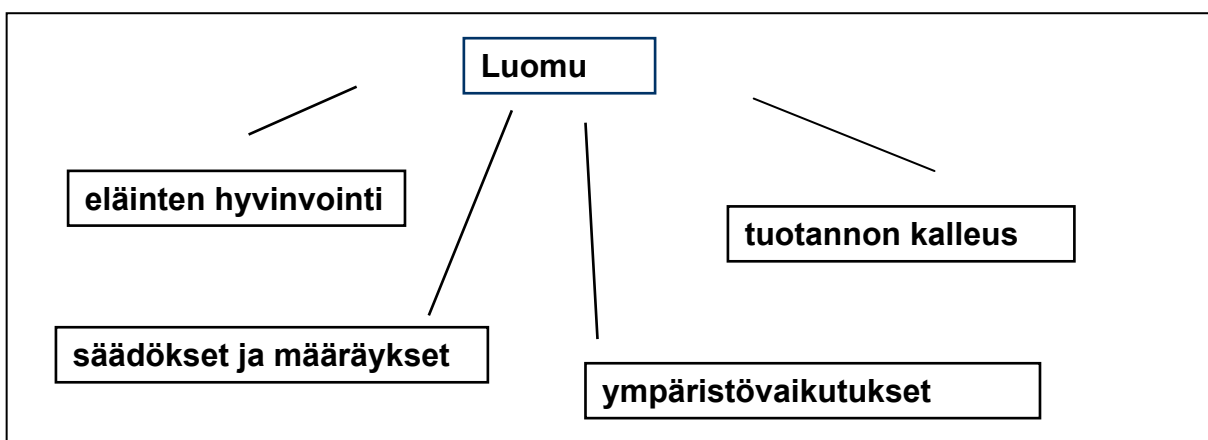 Luomu
eläinten hyvinvointi
tuotannon kalleus
säädökset ja määräykset
ympäristövaikutukset